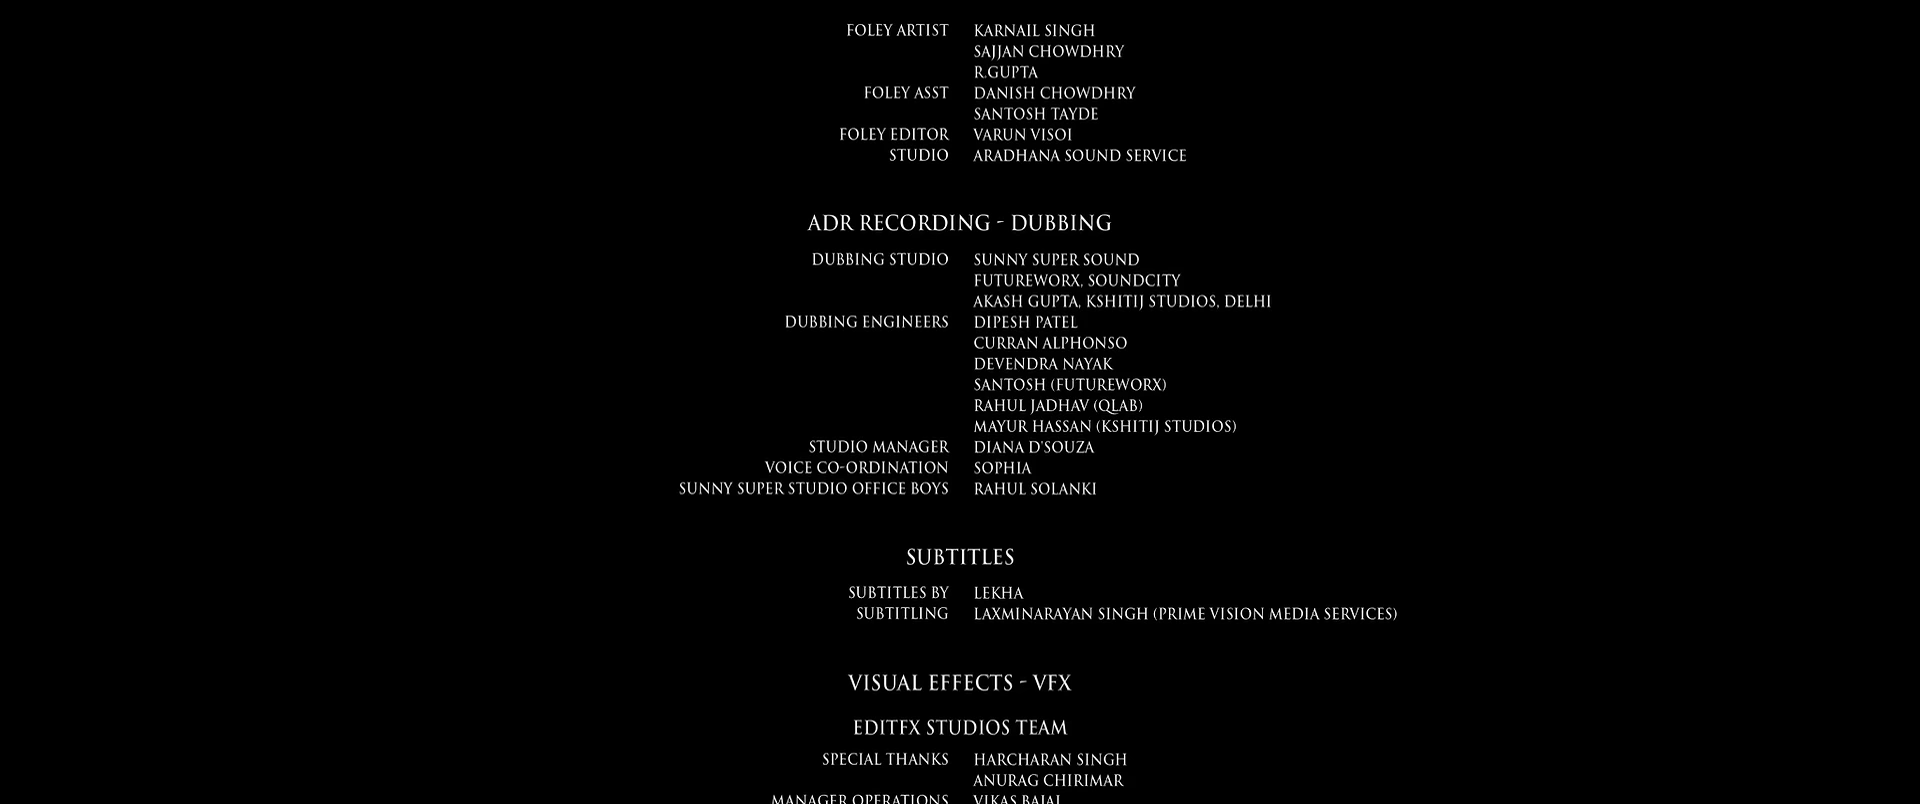 FOLEY ARTIST KARNAIL SINGH
SAJJAN CHOWDHRY
R.GUPTA
FOLEY ASST DANISH CHOWDHRY
SANTOSH TAYDE
FOLEY EDITOR VARUN VISOI
STUDIO ARADHANA SOUND SERVICE
ADR RECORDING - DUBBING
DUBBING STUDIO SUNNY SUPER SOUND
FUTUREWORX, SOUNDCITY
AKASH GUPTA, KSHITIJ STUDIOS, DELHI
DUBBING ENGINEERS DIPESH PATEL
CURRAN ALPHONSO
DEVENDRA NAYAK
SANTOSH (FUTUREWORX)
RAHUL JADHAV (QLAB)
MAYUR HASSAN (KSHITIJ STUDIOS)
STUDIO MANAGER DIANA D'SOUZA
VOICE CO-ORDINATION SOPHIA
SUNNY SUPER STUDIO OFFICE BOYS RAHUL SOLANKI
SUBTITLES
SUBTITLES BY LEKHA
SUBTITLING LAXMINARAYAN SINGH (PRIME VISION MEDIA SERVICES)
VISUAL EFFECTS - VFX
EDITFX STUDIOS TEAM
SPECIAL THANKS HARCHARAN SINGH
ANURAG CHIRIMAR
MANAGER OPERATIONS VIKAS BAJAJ